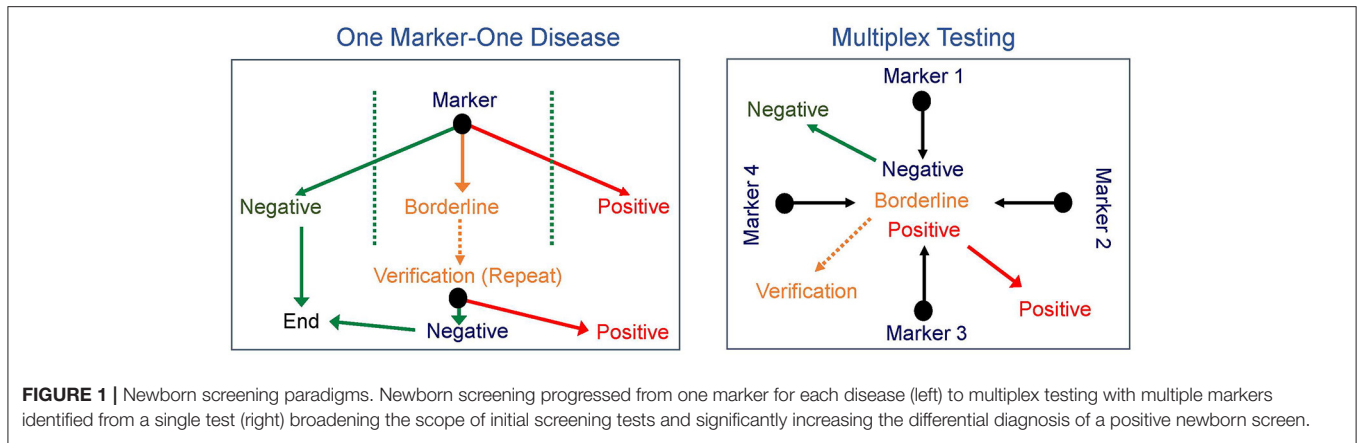 One Marker-One Disease
Marker
Negative
Borderline
Positive
Verification (Repeat)
End
Negative
Positive
Multiplex Testing
Marker 1
Negative
Negative
Marker 4
Borderline
Positive
Marker 2
Verification
Positive
Marker 3
FIGURE 1 | Newborn screening paradigms. Newborn screening progressed from one marker for each disease (left) to multiplex testing with multiple markers
identified from a single test (right) broadening the scope of initial screening tests and significantly increasing the differential diagnosis of a positive newborn screen.